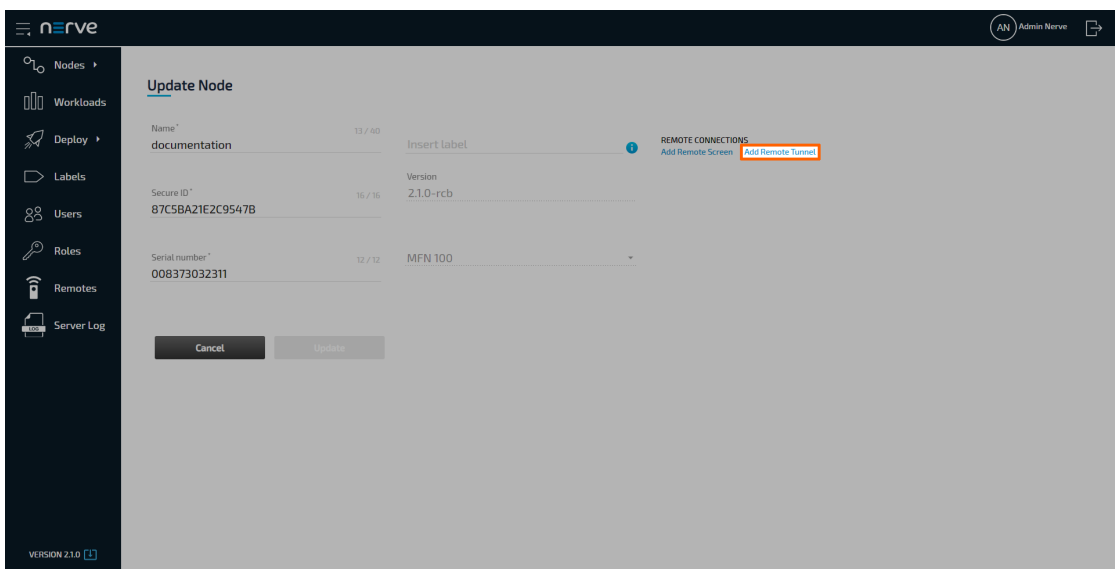 nerve
AN Admin Nerve
Nodes
Workloads
Deploy
Labels
Users
Roles
Remotes
LOG Server Log
VERSION 2.1.0
Update Node
Name*
13 / 40
documentation
Insert label
REMOTE CONNECTIONS
Add Remote Screen Add Remote Tunnel
Secure ID*
16 / 16
87C5BA21E2C9547B
Version
2.1.0-rcb
Serial number*
12 / 12
008373032311
MFN 100
Cancel Update